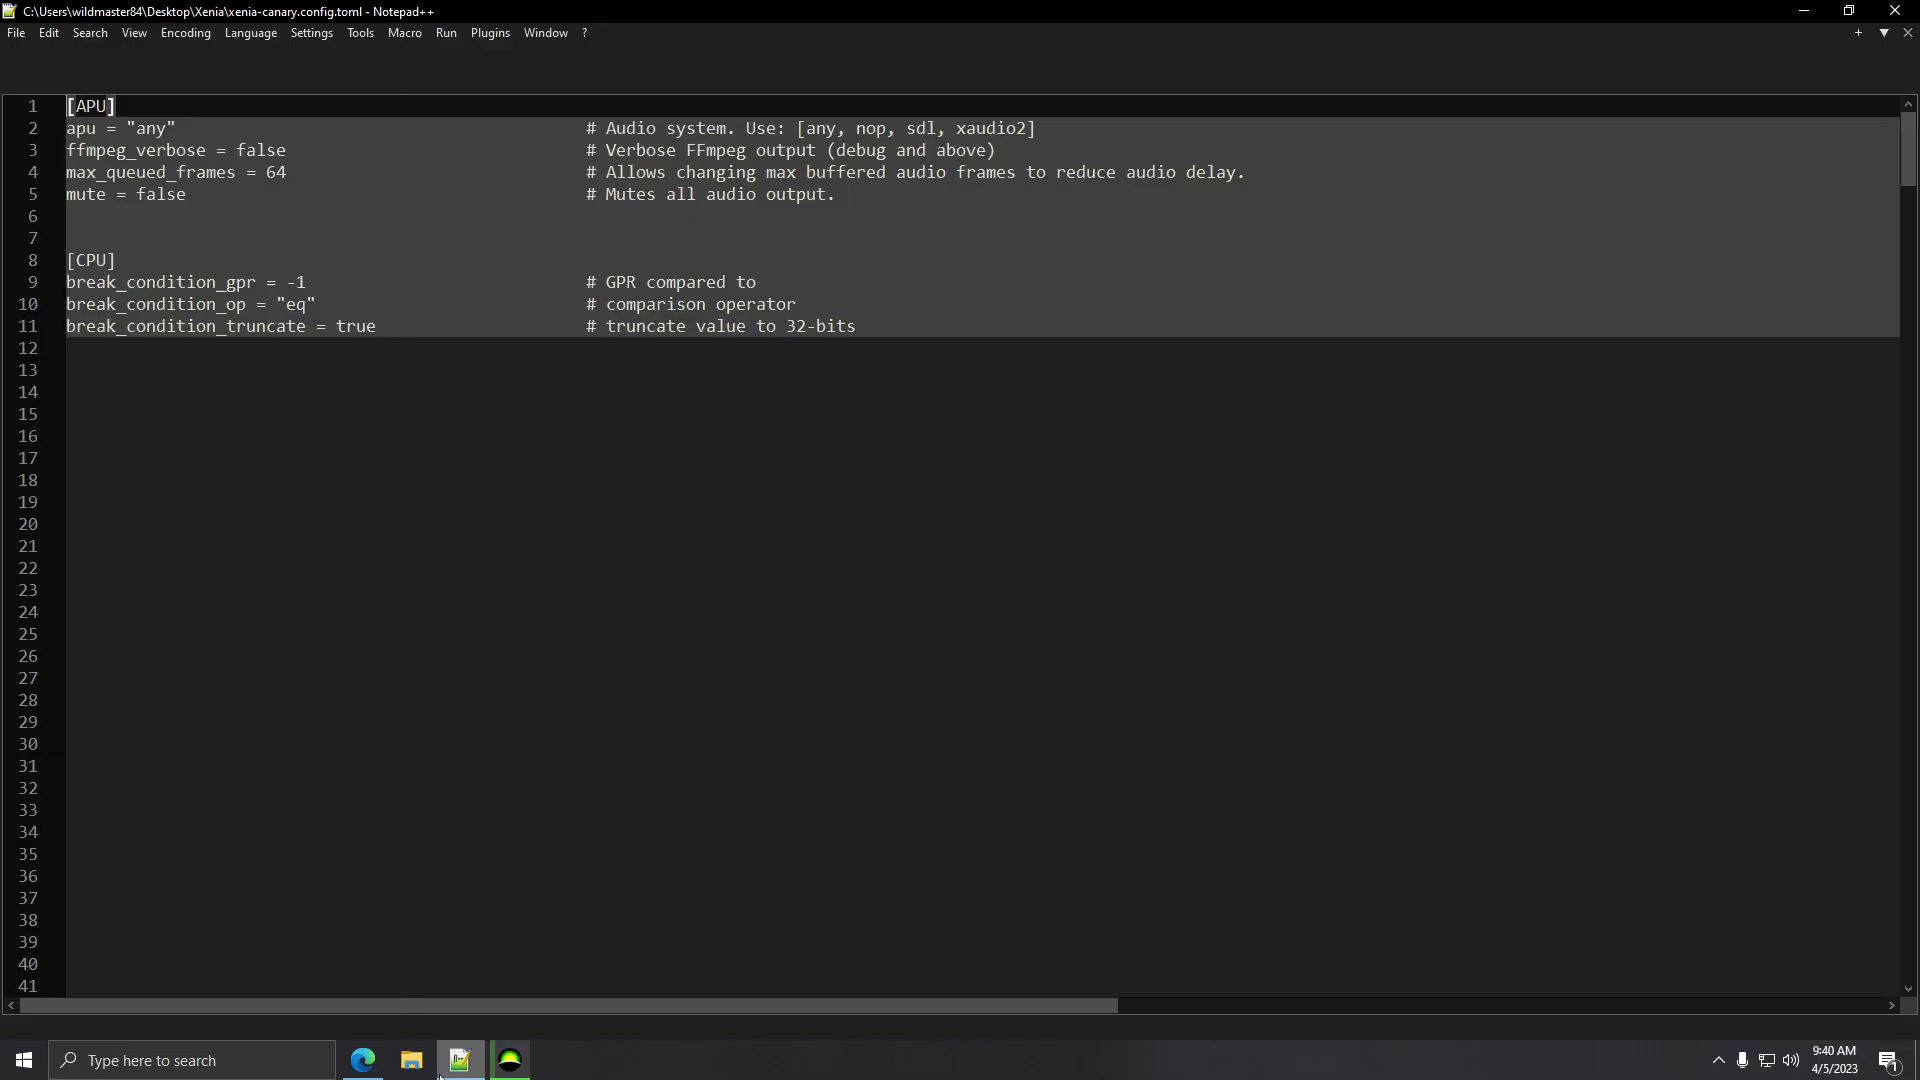 C:\Users\wildmaster84\Desktop\Xenia\xenia-canary.config.toml - Notepad++
File Edit Search View Encoding Language Settings Tools Macro Run Plugins Window ?
1 [APU]
2 apu = "any" # Audio system. Use: [any, nop, sdl, xaudio2]
3 ffmpeg_verbose = false # Verbose FFmpeg output (debug and above)
4 max_queued_frames = 64 # Allows changing max buffered audio frames to reduce audio delay.
5 mute = false # Mutes all audio output.
6
7
8 [CPU]
9 break_condition_gpr = -1 # GPR compared to
10 break_condition_op = "eq" # comparison operator
11 break_condition_truncate = true # truncate value to 32-bits
12
13
14
15
16
17
18
19
20
21
22
23
24
25
26
27
28
29
30
31
32
33
34
35
36
37
38
39
40
41
Type here to search
9:40 AM
4/5/2023
1